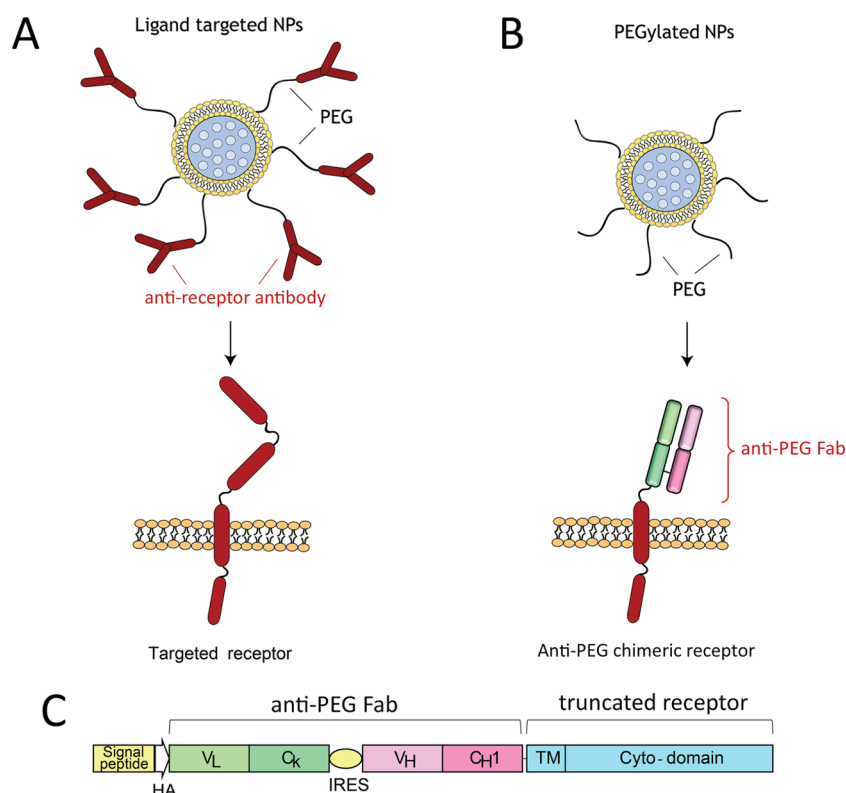 A
Ligand targeted NPs
PEG
anti-receptor antibody
Targeted receptor
B
PEGylated NPs
PEG
anti-PEG Fab
Anti-PEG chimeric receptor
C
anti-PEG Fab
truncated receptor
Signal
peptide
HA
VL
Ck
IRES
VH
CH1
TM
Cyto-domain